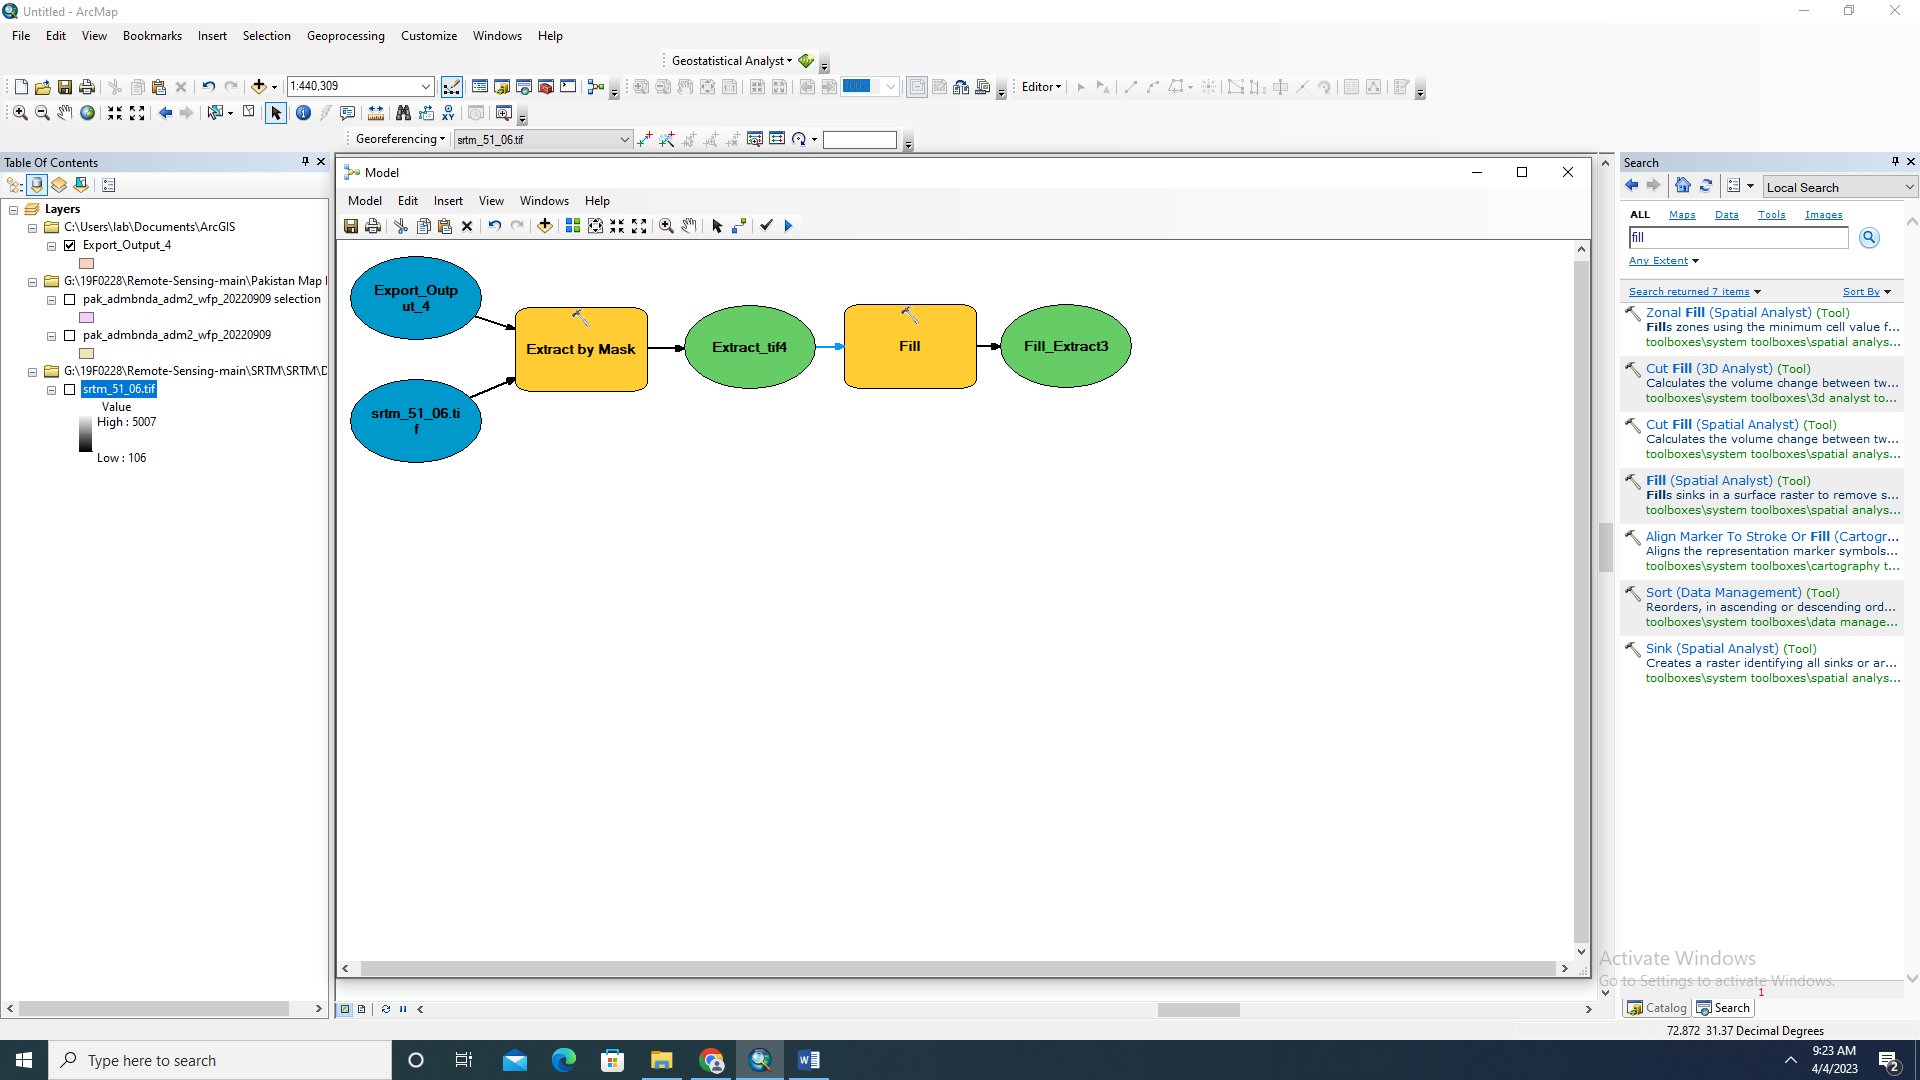 Untitled - ArcMap
File Edit View Bookmarks Insert Selection Geoprocessing Customize Windows Help
Geostatistical Analyst
1:440,309
100%
Editor
Georeferencing
srtm_51_06.tif
Table Of Contents
Layers
C:\Users\lab\Documents\ArcGIS
Export_Output_4
G:\19F0228\Remote-Sensing-main\Pakistan Map
pak_admbnda_adm2_wfp_20220909 selection
pak_admbnda_adm2_wfp_20220909
G:\19F0228\Remote-Sensing-main\SRTM\SRTM\D
srtm_51_06.tif
Value
High : 5007
Low : 106
Model
Model Edit Insert View Windows Help
Export_Outp
ut_4
srtm_51_06.ti
f
Extract by Mask
Extract_tif4
Fill
Fill_Extract3
Search
Local Search
ALL Maps Data Tools Images
fill
Any Extent
Search returned 7 items Sort By
Zonal Fill (Spatial Analyst) (Tool)
Fills zones using the minimum cell value f...
toolboxes\system toolboxes\spatial analys...
Cut Fill (3D Analyst) (Tool)
Calculates the volume change between tw...
toolboxes\system toolboxes\3d analyst to...
Cut Fill (Spatial Analyst) (Tool)
Calculates the volume change between tw...
toolboxes\system toolboxes\spatial analys...
Fill (Spatial Analyst) (Tool)
Fills sinks in a surface raster to remove s...
toolboxes\system toolboxes\spatial analys...
Align Marker To Stroke Or Fill (Cartogr...
Aligns the representation marker symbols...
toolboxes\system toolboxes\cartography t...
Sort (Data Management) (Tool)
Reorders, in ascending or descending ord...
toolboxes\system toolboxes\data manage...
Sink (Spatial Analyst) (Tool)
Creates a raster identifying all sinks or ar...
toolboxes\system toolboxes\spatial analys...
Activate Windows
Go to Settings to activate Windows.
1
Catalog Search
72.872 31.37 Decimal Degrees
Type here to search
9:23 AM
4/4/2023
2